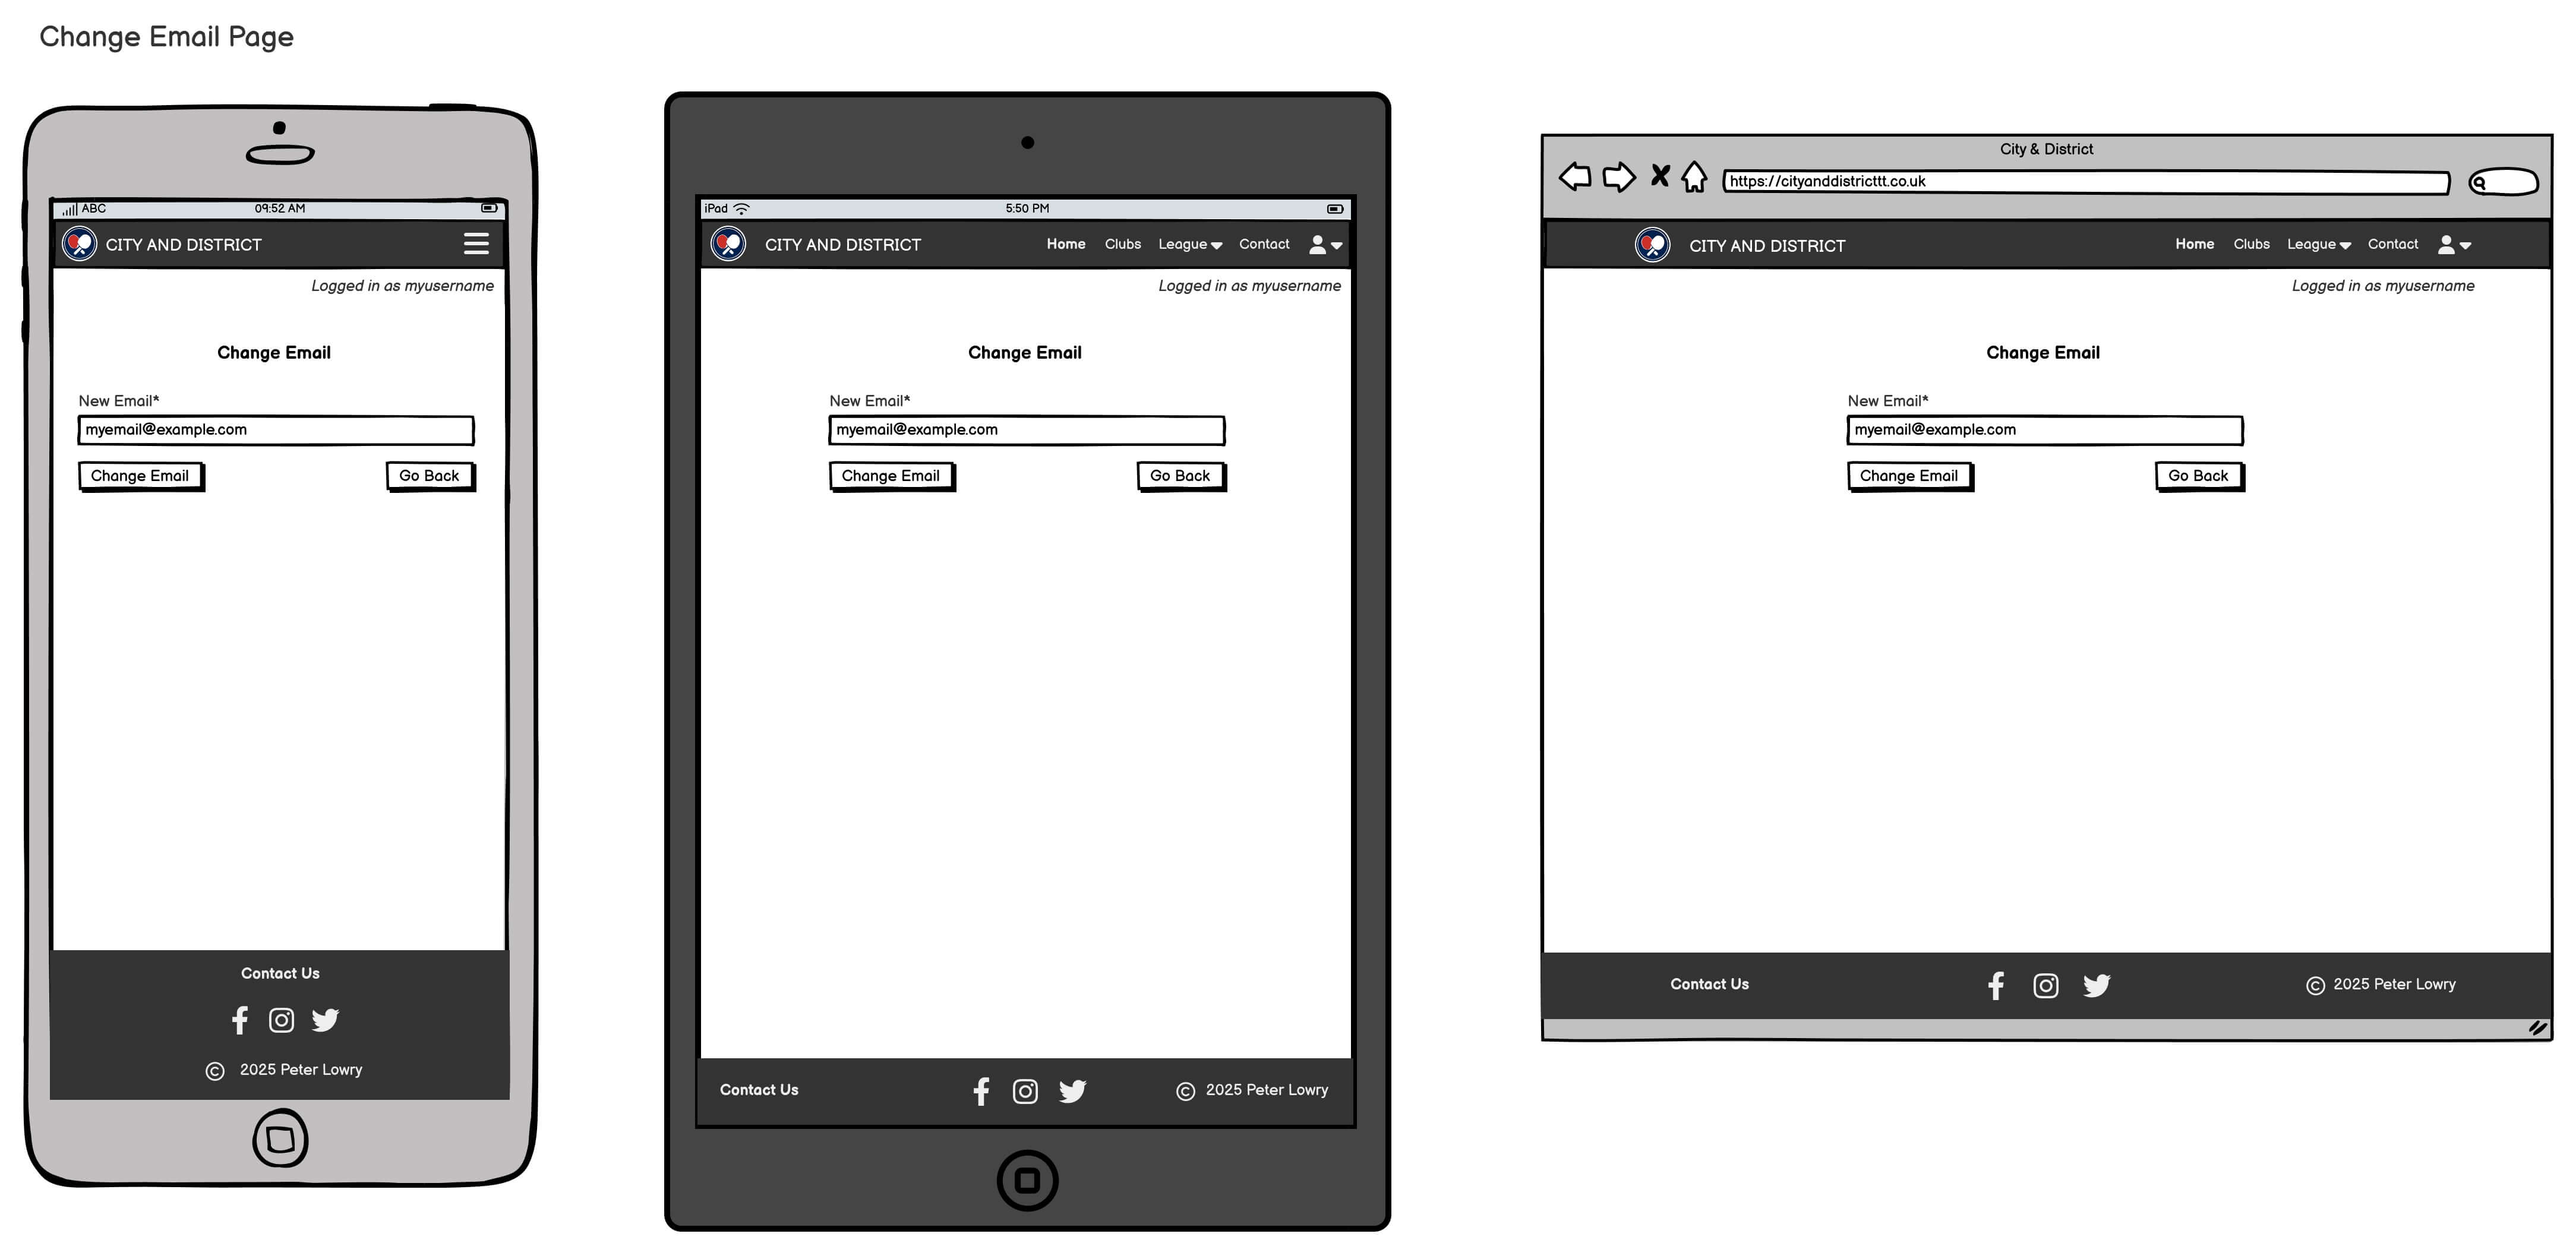 Change Email Page
ABC 09:52 AM
CITY AND DISTRICT
Logged in as myusername
Change Email
New Email*
myemail@example.com
Change Email Go Back
Contact Us
© 2025 Peter Lowry
iPad 5:50 PM
CITY AND DISTRICT Home Clubs League Contact
Logged in as myusername
Change Email
New Email*
myemail@example.com
Change Email Go Back
Contact Us © 2025 Peter Lowry
City & District
https://cityanddistricttt.co.uk
CITY AND DISTRICT Home Clubs League Contact
Logged in as myusername
Change Email
New Email*
myemail@example.com
Change Email Go Back
Contact Us © 2025 Peter Lowry